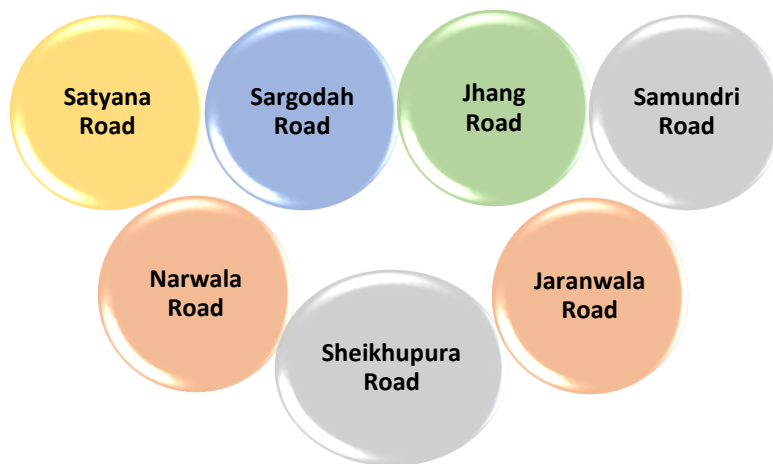 Satyana
Road
Sargodah
Road
Jhang
Road
Samundri
Road
Narwala
Road
Jaranwala
Road
Sheikhupura
Road